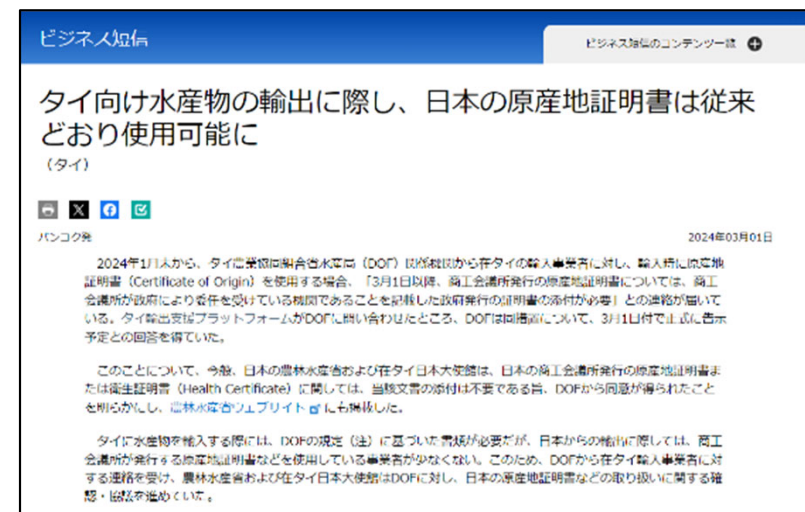 ビジネス短信
ビジネス短信のコンテンツ一覧
タイ向け水産物の輸出に際し、日本の原産地証明書は従来
どおり使用可能に
(タイ)
バンコク発
2024年03月01日
2024年1月末から、タイ農業協同組合省水産局(DOF)関係機関から在タイの輸入事業者に対し、輸入時に原産地
証明書(Certificate of Origin)を使用する場合、「3月1日以降、商工会議所発行の原産地証明書については、商工
会議所が政府により委任を受けている機関であることを記載した政府発行の証明書の添付が必要」との連絡が届いて
いる。タイ輸出支援プラットフォームがDOFに問い合わせたところ、DOFは同措置について、3月1日付で正式に告示
予定との回答を得ていた。
このことについて、今般、日本の農林水産省および在タイ日本大使館は、日本の商工会議所発行の原産地証明書ま
たは衛生証明書(Health Certificate)に関しては、当該文書の添付は不要である旨、DOFから同意が得られたこと
を明らかにし、農林水産省ウェブサイトにも掲載した。
タイに水産物を輸入する際には、DOFの規定(注)に基づいた書類が必要だが、日本からの輸出に際しては、商工
会議所が発行する原産地証明書などを使用している事業者が少なくない。このため、DOFから在タイ輸入事業者に対
する連絡を受け、農林水産省および在タイ日本大使館はDOFに対し、日本の原産地証明書などの取り扱いに関する確
認・協議を進めていた。